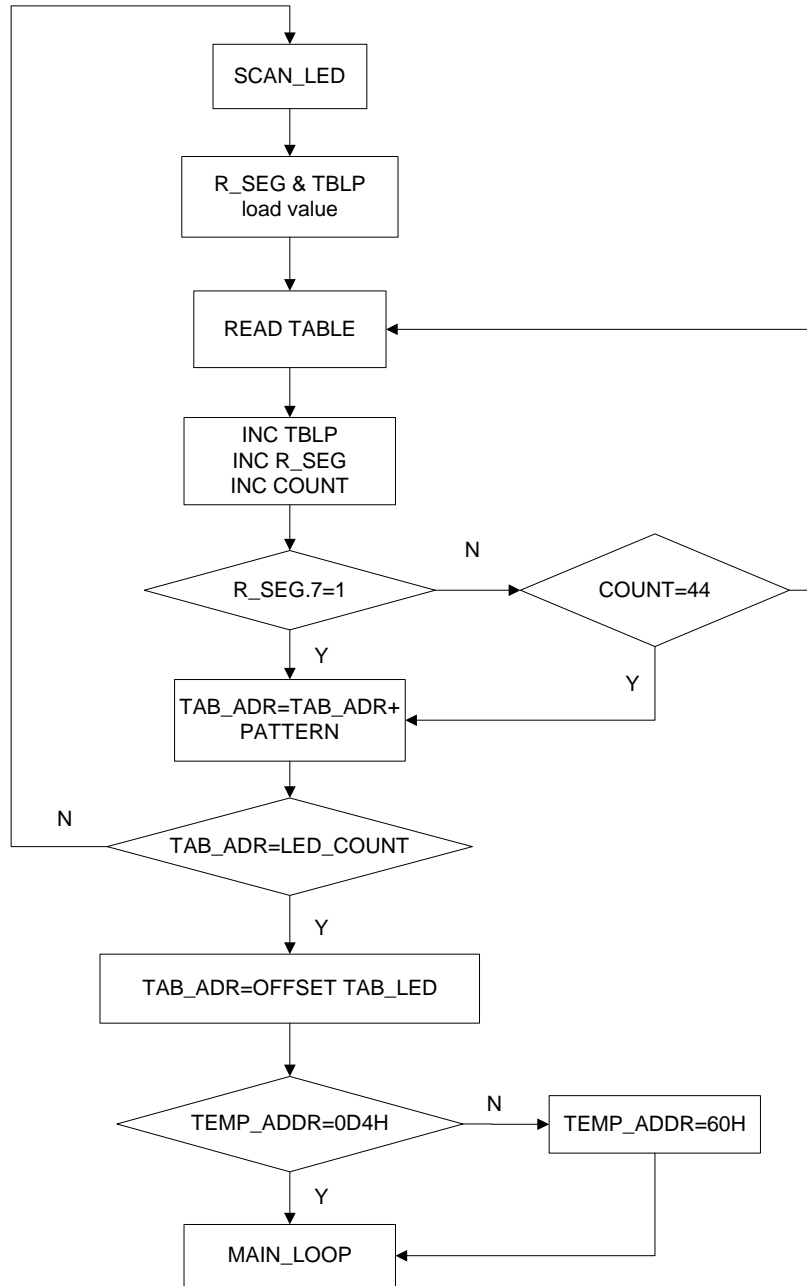 SCAN_LED
R_SEG & TBLP
load value
READ TABLE
INC TBLP
INC R_SEG
INC COUNT
N
R_SEG.7=1
COUNT=44
Y
Y
TAB_ADR=TAB_ADR+
PATTERN
N
TAB_ADR=LED_COUNT
Y
TAB_ADR=OFFSET TAB_LED
N
TEMP_ADDR=0D4H
TEMP_ADDR=60H
Y
MAIN_LOOP